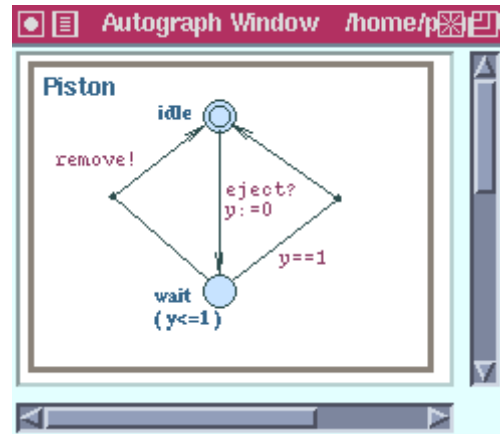 Autograph Window /home/p
Piston
idle
remove!
eject?
y:=0
y==1
wait
(y<=1)